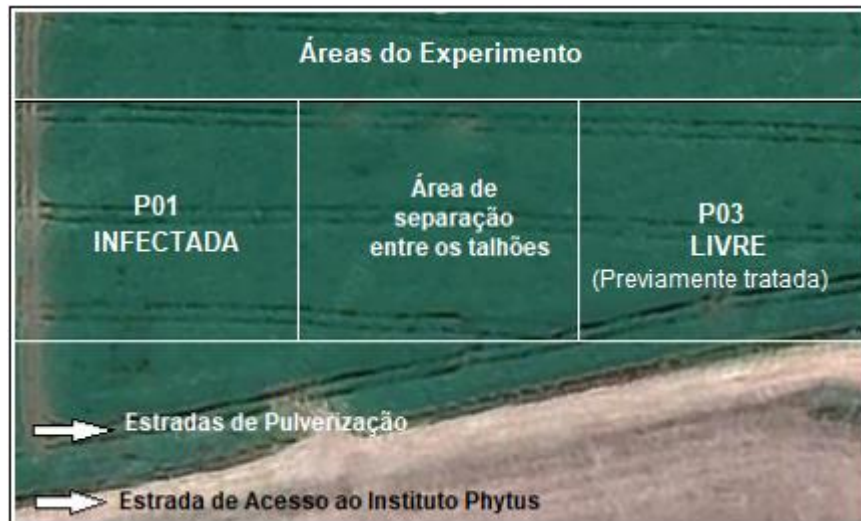 Áreas do Experimento
P01
INFECTADA
Área de
separação
entre os talhões
P03
LIVRE
(Previamente tratada)
Estradas de Pulverização
Estrada de Acesso ao Instituto Phytus